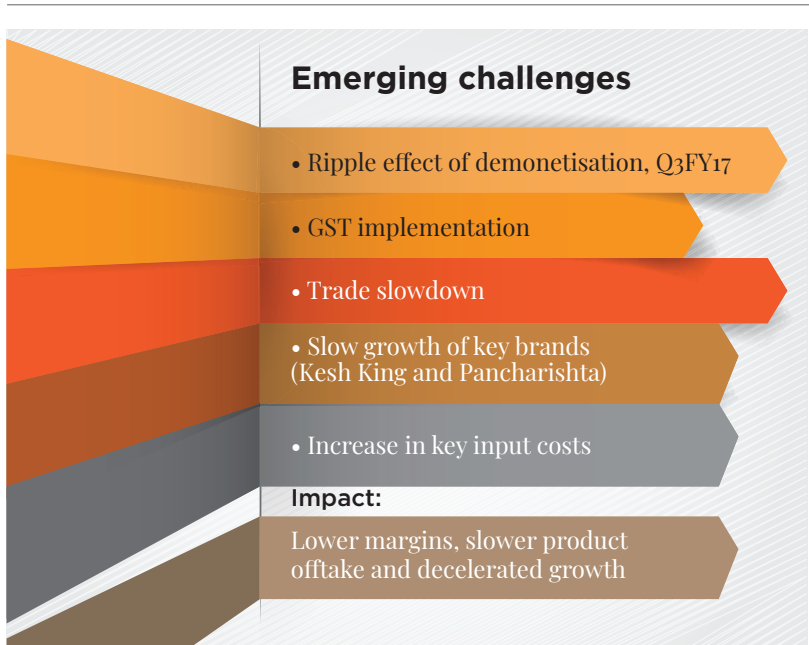 Emerging challenges
• Ripple effect of demonetisation, Q3FY17
• GST implementation
• Trade slowdown
• Slow growth of key brands
(Kesh King and Pancharishta)
• Increase in key input costs
Impact:
Lower margins, slower product
offtake and decelerated growth